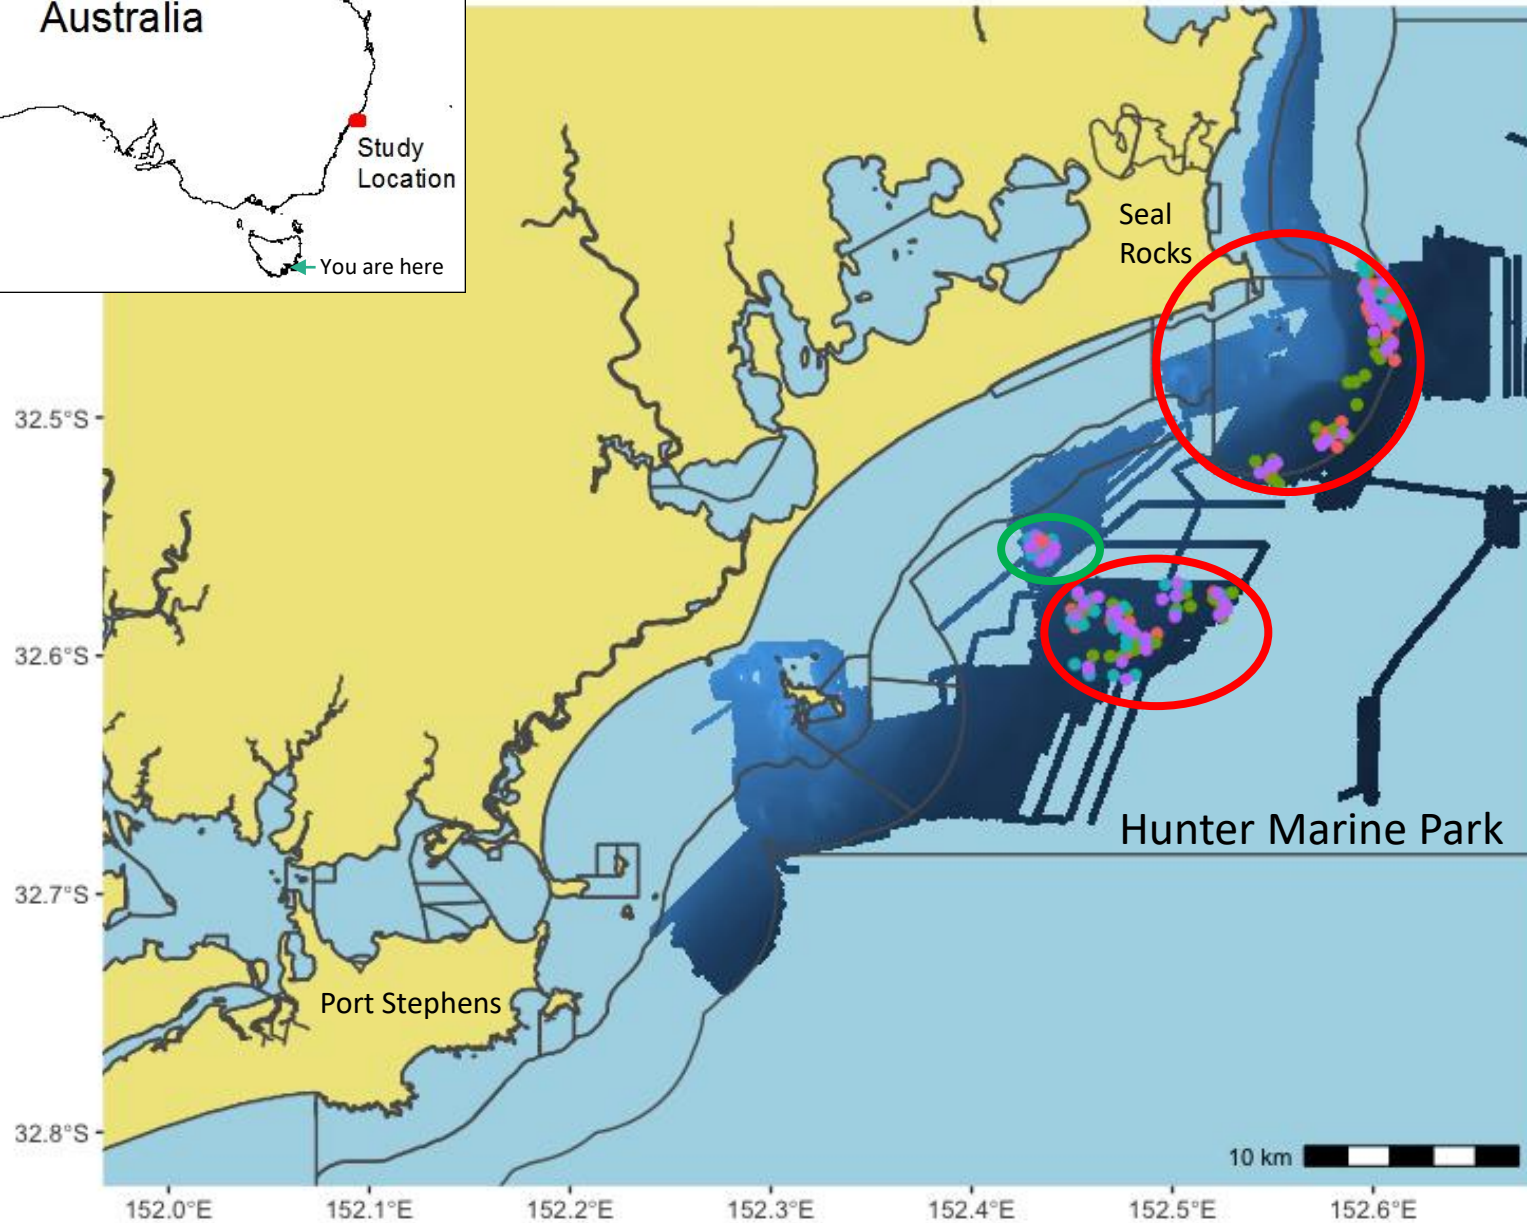 Australia
Study
Location
You are here
Seal
Rocks
32.5°S
32.6°S
Hunter Marine Park
32.7°S
Port Stephens
32.8°S
10 km
152.0°E 152.1°E 152.2°E 152.3°E 152.4°E 152.5°E 152.6°E